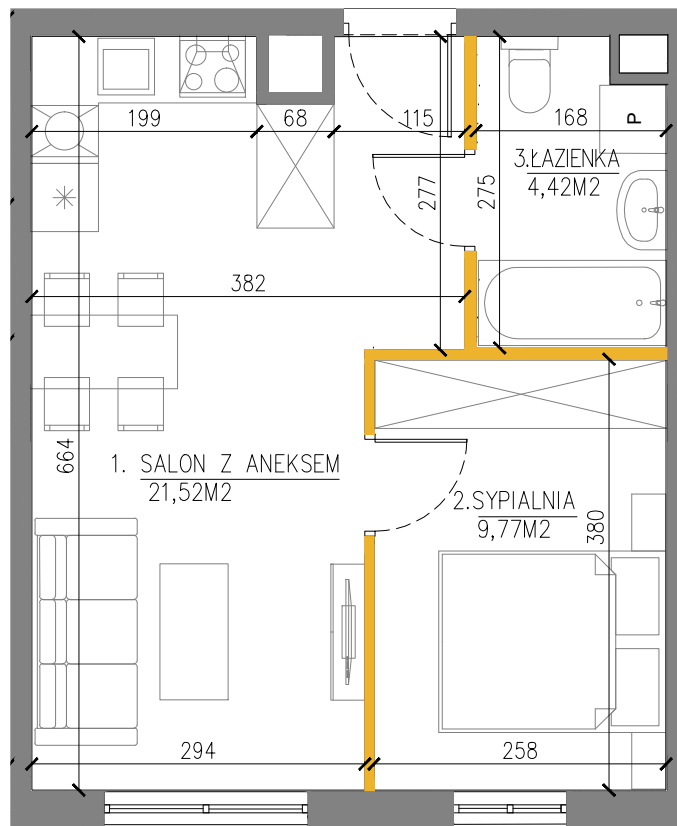 199
68
115
168
P
3.ŁAZIENKA
4,42M2
277
275
382
664
1. SALON Z ANEKSEM
21,52M2
2.SYPIALNIA
9,77M2
380
294
258